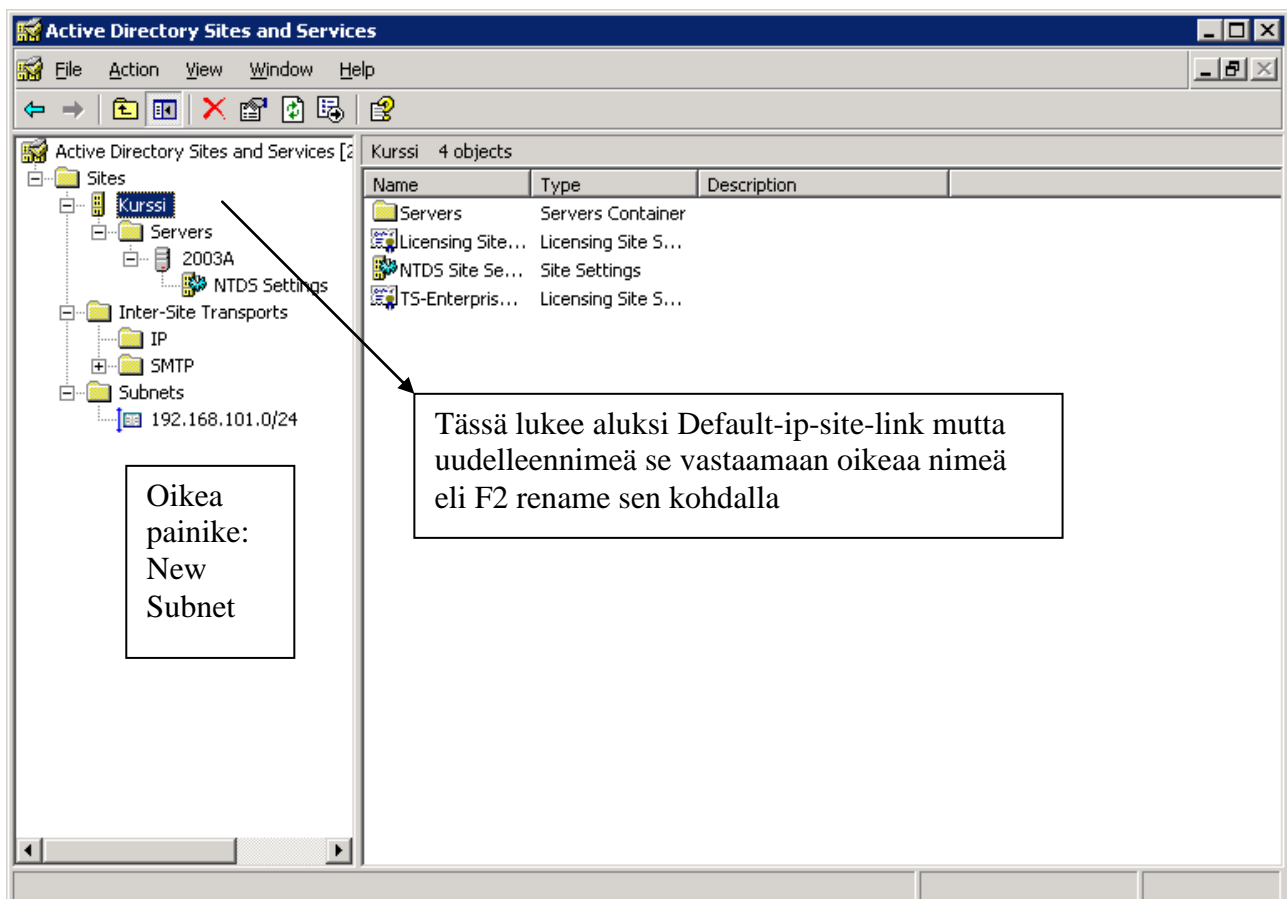 Active Directory Sites and Services
File Action View Window Help
Active Directory Sites and Services [2
Sites
Kurssi
Servers
2003A
NTDS Settings
Inter-Site Transports
IP
SMTP
Subnets
192.168.101.0/24
Kurssi 4 objects
Name Type Description
Servers Servers Container
Licensing Site... Licensing Site S...
NTDS Site Se... Site Settings
TS-Enterpris... Licensing Site S...
Tässä lukee aluksi Default-ip-site-link mutta
uudelleennimeä se vastaamaan oikeaa nimeä
eli F2 rename sen kohdalla
Oikea
painike:
New
Subnet